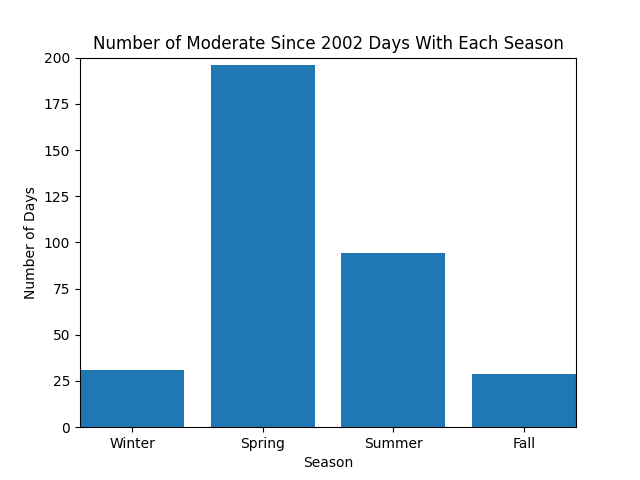 Number of Moderate Since 2002 Days With Each Season
200
175
150
125
100
75
50
25
0
Number of Days
Winter Spring Summer Fall
Season